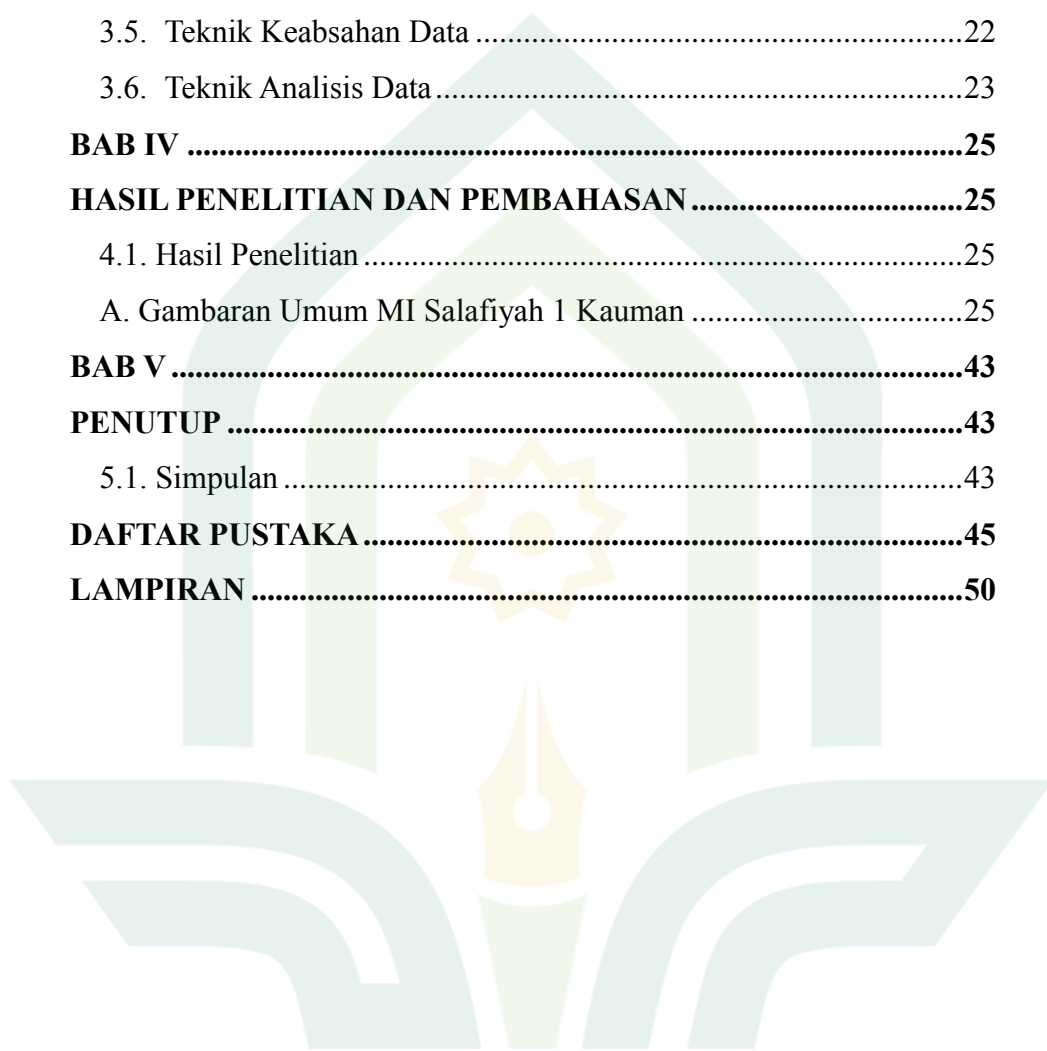 3.5. Teknik Keabsahan Data ................................................................22
3.6. Teknik Analisis Data.....................................................................23
BAB IV .................................................................................................25
HASIL PENELITIAN DAN PEMBAHASAN..................................25
4.1. Hasil Penelitian...........................................................................25
A. Gambaran Umum MI Salafiyah 1 Kauman ..................................25
BAB V...................................................................................................43
PENUTUP ............................................................................................43
5.1. Simpulan.....................................................................................43
DAFTAR PUSTAKA...........................................................................45
LAMPIRAN .........................................................................................50